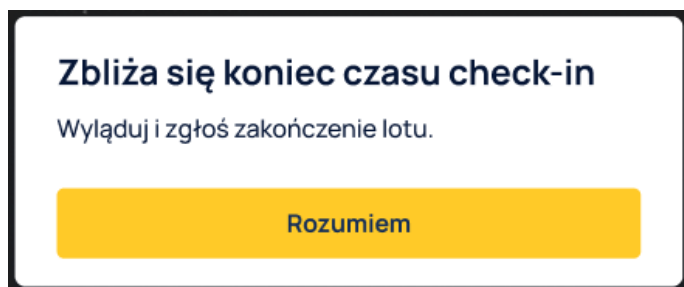 Zbliża się koniec czasu check-in
Wyląduj i zgłoś zakończenie lotu.
Rozumiem